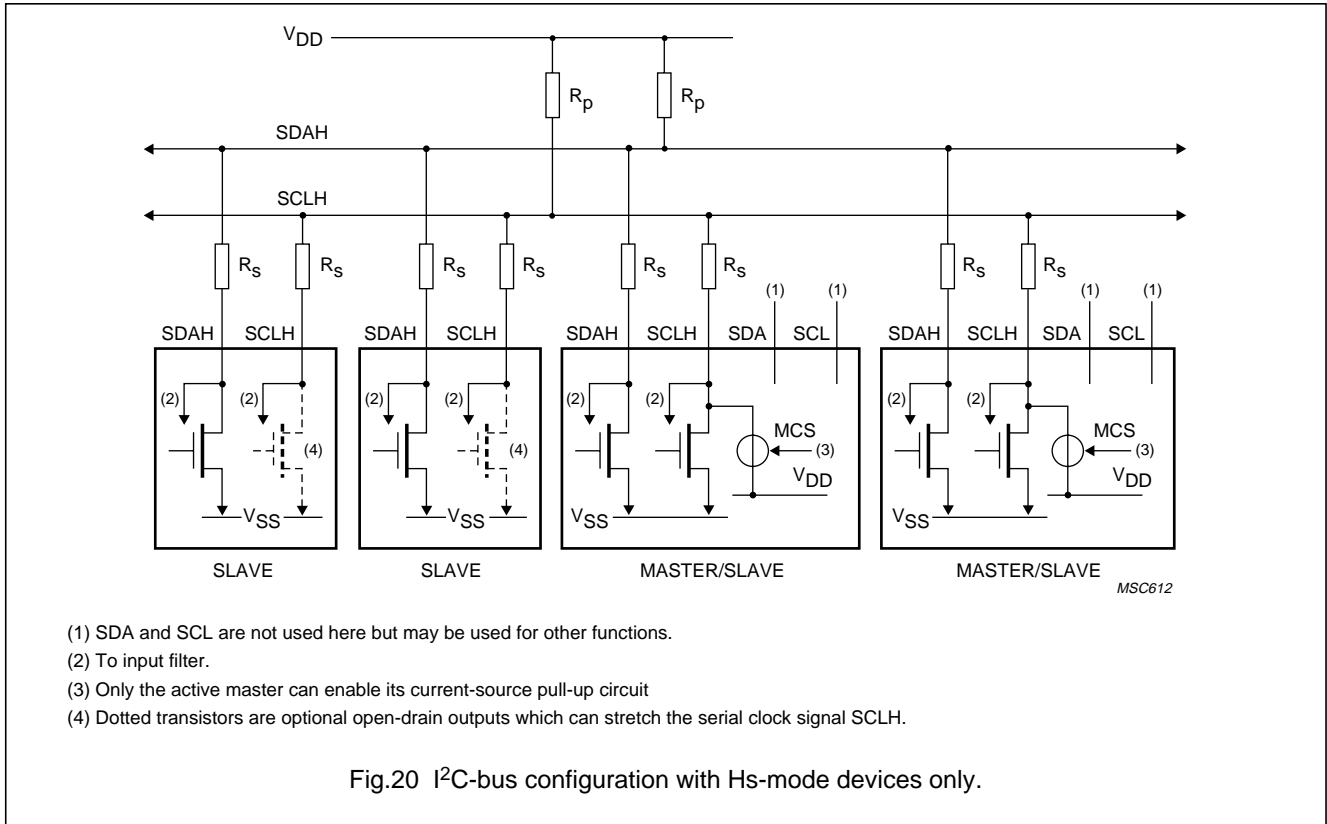 VDD
Rp Rp
SDAH
SCLH
Rs Rs Rs Rs Rs Rs Rs Rs
(1) (1) (1) (1)
SDAH SCLH SDAH SCLH SDAH SCLH SDA SCL SDAH SCLH SDA SCL
(2) (2) (2) (2) (2) (2) (2) (2)
MCS MCS
(4) (4) (3) (3)
VDD VDD
VSS VSS VSS VSS
SLAVE SLAVE MASTER/SLAVE MASTER/SLAVE
MSC612
(1) SDA and SCL are not used here but may be used for other functions.
(2) To input filter.
(3) Only the active master can enable its current-source pull-up circuit
(4) Dotted transistors are optional open-drain outputs which can stretch the serial clock signal SCLH.
Fig.20 I²C-bus configuration with Hs-mode devices only.